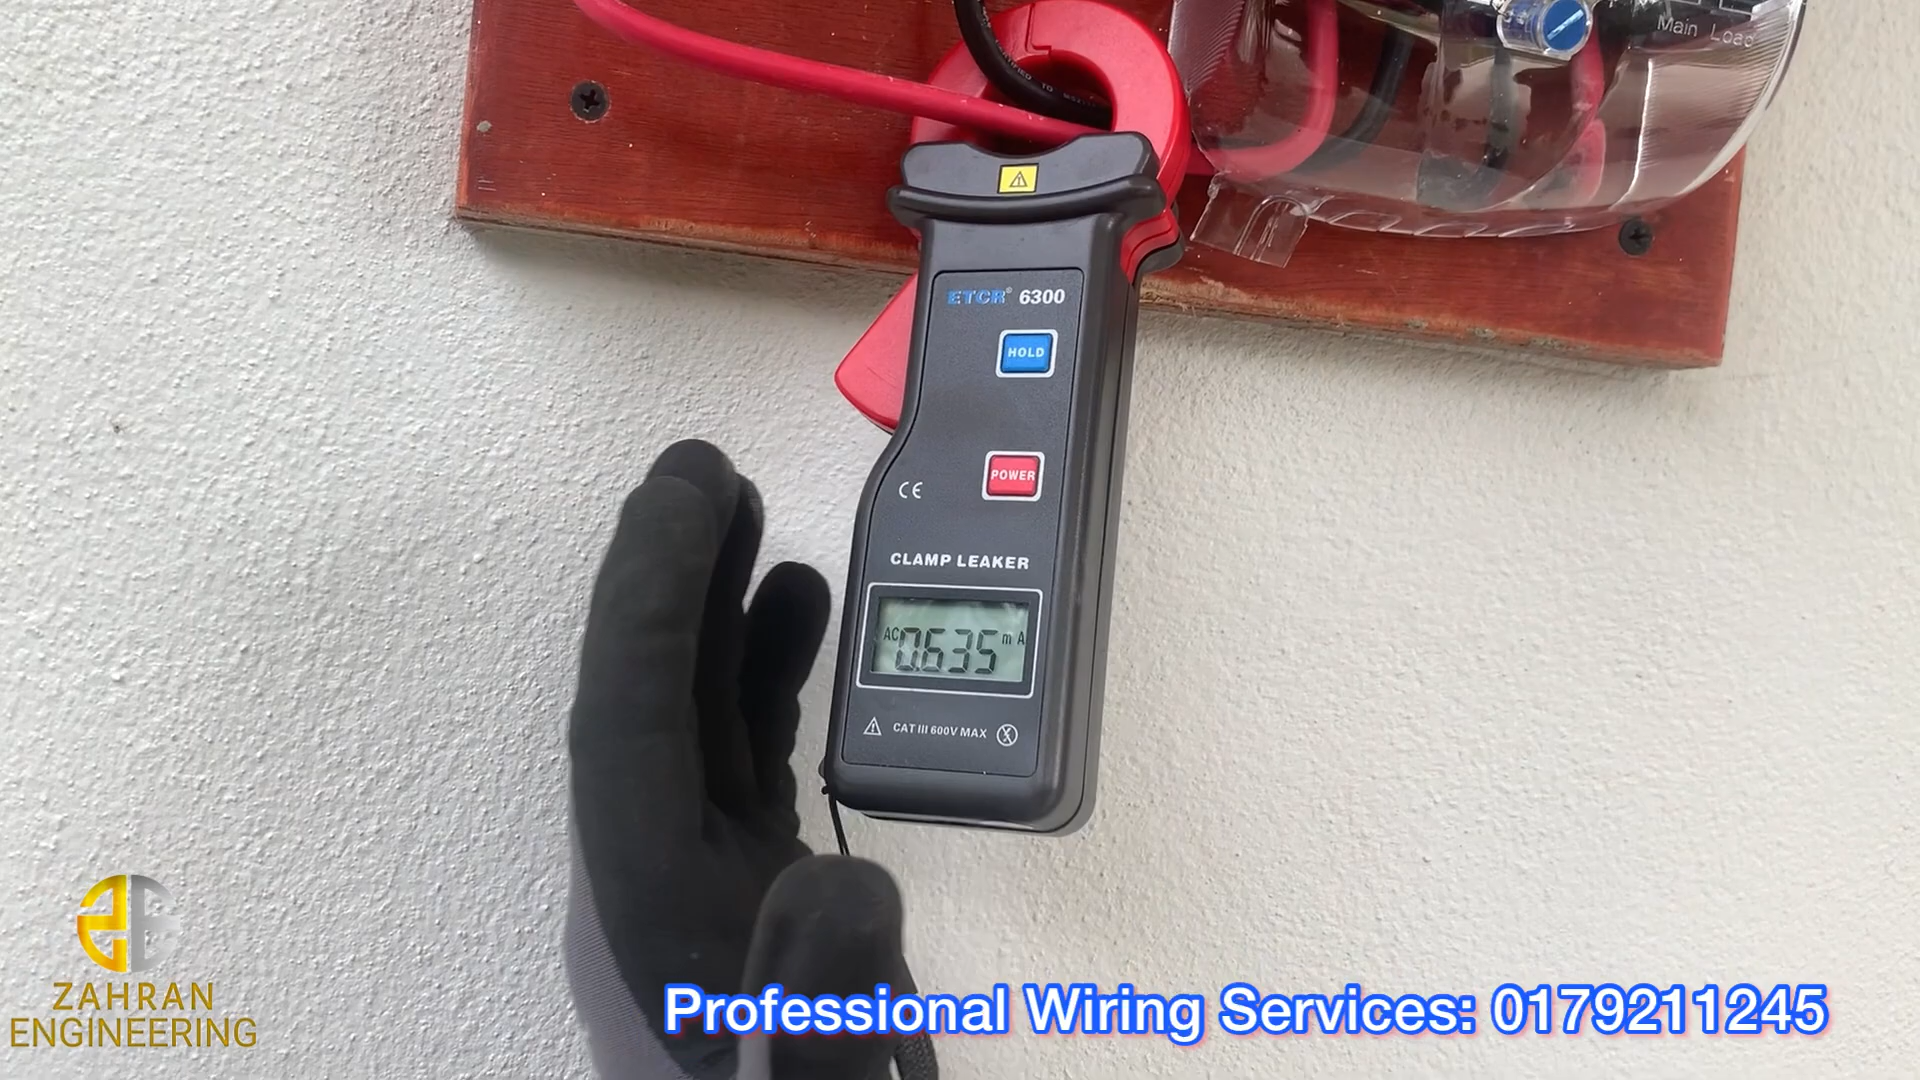 Main Load
ETCR® 6300
HOLD
POWER
CE
CLAMP LEAKER
AC 0.635 mA
CAT III 600V MAX
ZAHRAN
ENGINEERING
Professional Wiring Services: 0179211245